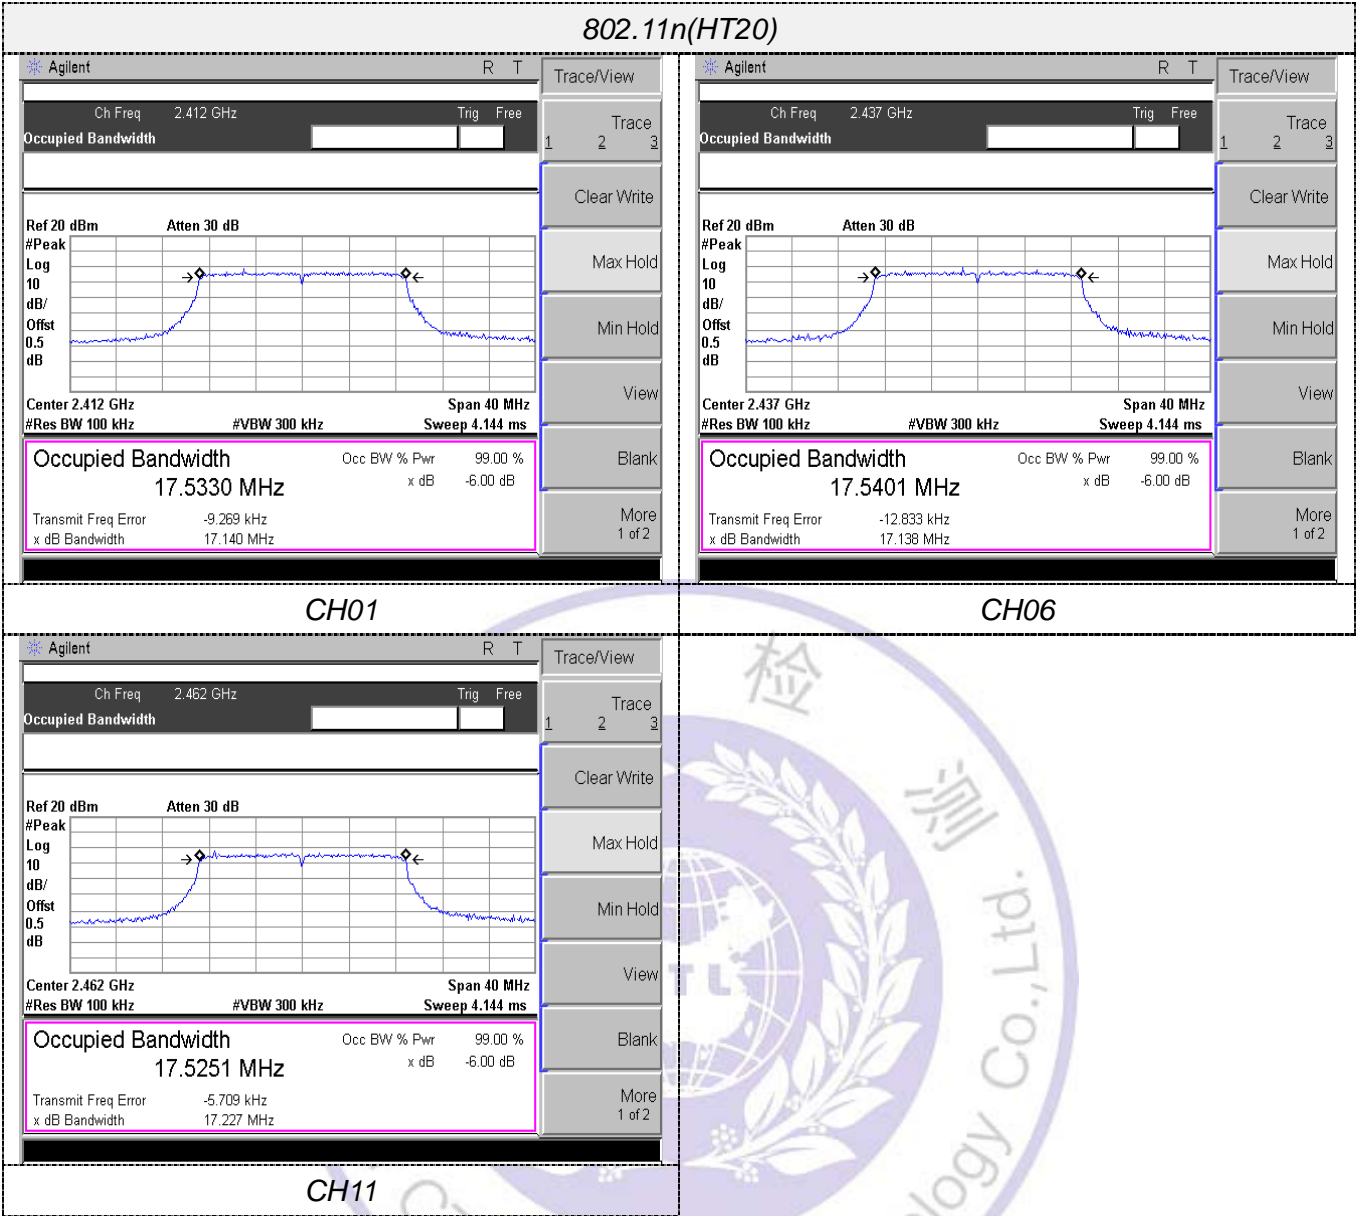 802.11n(HT20)
Agilent R T
Trace/View
Ch Freq 2.412 GHz Trig Free
Occupied Bandwidth
Trace
1 2 3
Clear Write
Ref 20 dBm Atten 30 dB
#Peak
Log
10
dB/
Offst
0.5
dB
Max Hold
Min Hold
View
Center 2.412 GHz Span 40 MHz
#Res BW 100 kHz #VBW 300 kHz Sweep 4.144 ms
Occupied Bandwidth Occ BW % Pwr 99.00 %
17.5330 MHz x dB -6.00 dB
Transmit Freq Error -9.269 kHz
x dB Bandwidth 17.140 MHz
Blank
More
1 of 2
CH01
Agilent R T
Trace/View
Ch Freq 2.437 GHz Trig Free
Occupied Bandwidth
Trace
1 2 3
Clear Write
Ref 20 dBm Atten 30 dB
#Peak
Log
10
dB/
Offst
0.5
dB
Max Hold
Min Hold
View
Center 2.437 GHz Span 40 MHz
#Res BW 100 kHz #VBW 300 kHz Sweep 4.144 ms
Occupied Bandwidth Occ BW % Pwr 99.00 %
17.5401 MHz x dB -6.00 dB
Transmit Freq Error -12.833 kHz
x dB Bandwidth 17.138 MHz
Blank
More
1 of 2
CH06
Agilent R T
Trace/View
Ch Freq 2.462 GHz Trig Free
Occupied Bandwidth
Trace
1 2 3
Clear Write
Ref 20 dBm Atten 30 dB
#Peak
Log
10
dB/
Offst
0.5
dB
Max Hold
Min Hold
View
Center 2.462 GHz Span 40 MHz
#Res BW 100 kHz #VBW 300 kHz Sweep 4.144 ms
Occupied Bandwidth Occ BW % Pwr 99.00 %
17.5251 MHz x dB -6.00 dB
Transmit Freq Error -5.709 kHz
x dB Bandwidth 17.227 MHz
Blank
More
1 of 2
CH11
检 测
Co., Ltd.